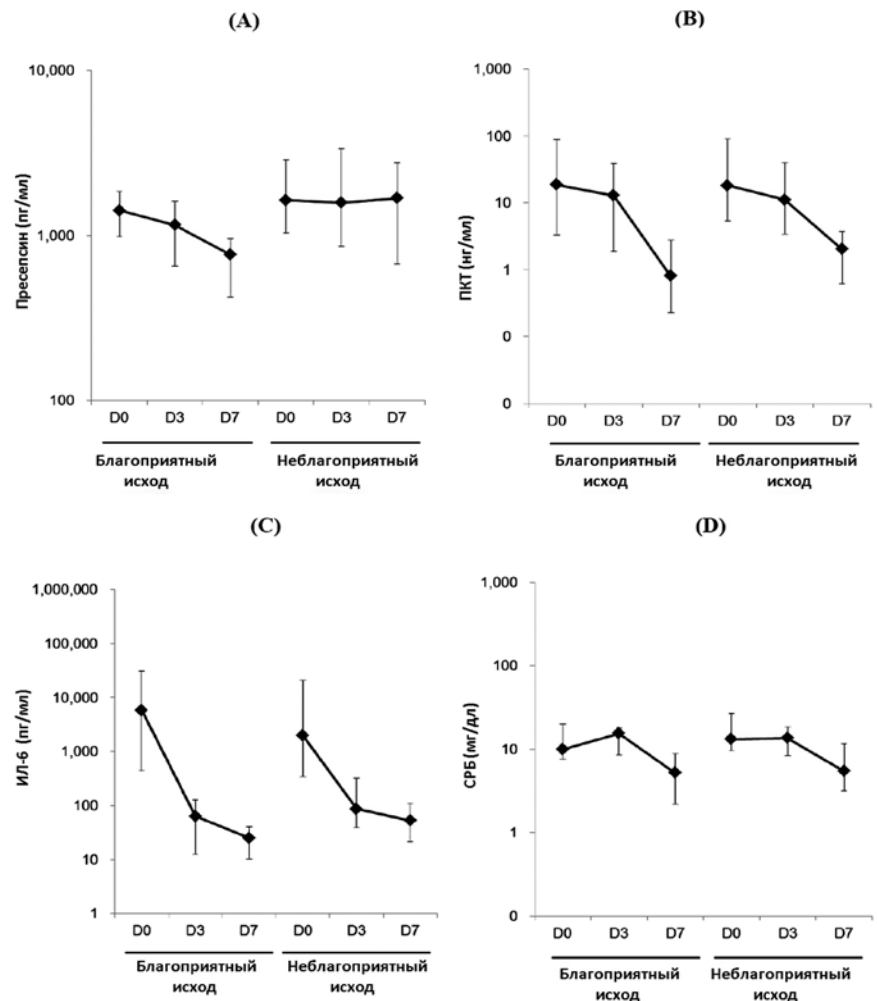 (A)
10,000
1,000
100
Пресепсин (пг/мл)
D0 D3 D7 D0 D3 D7
Благоприятный Неблагоприятный
исход исход
(B)
1,000
100
10
1
0
0
ПКТ (нг/мл)
D0 D3 D7 D0 D3 D7
Благоприятный Неблагоприятный
исход исход
(C)
1,000,000
100,000
10,000
1,000
100
10
1
ИЛ-6 (пг/мл)
D0 D3 D7 D0 D3 D7
Благоприятный Неблагоприятный
исход исход
(D)
1,000
100
10
1
0
СРБ (мг/дл)
D0 D3 D7 D0 D3 D7
Благоприятный Неблагоприятный
исход исход